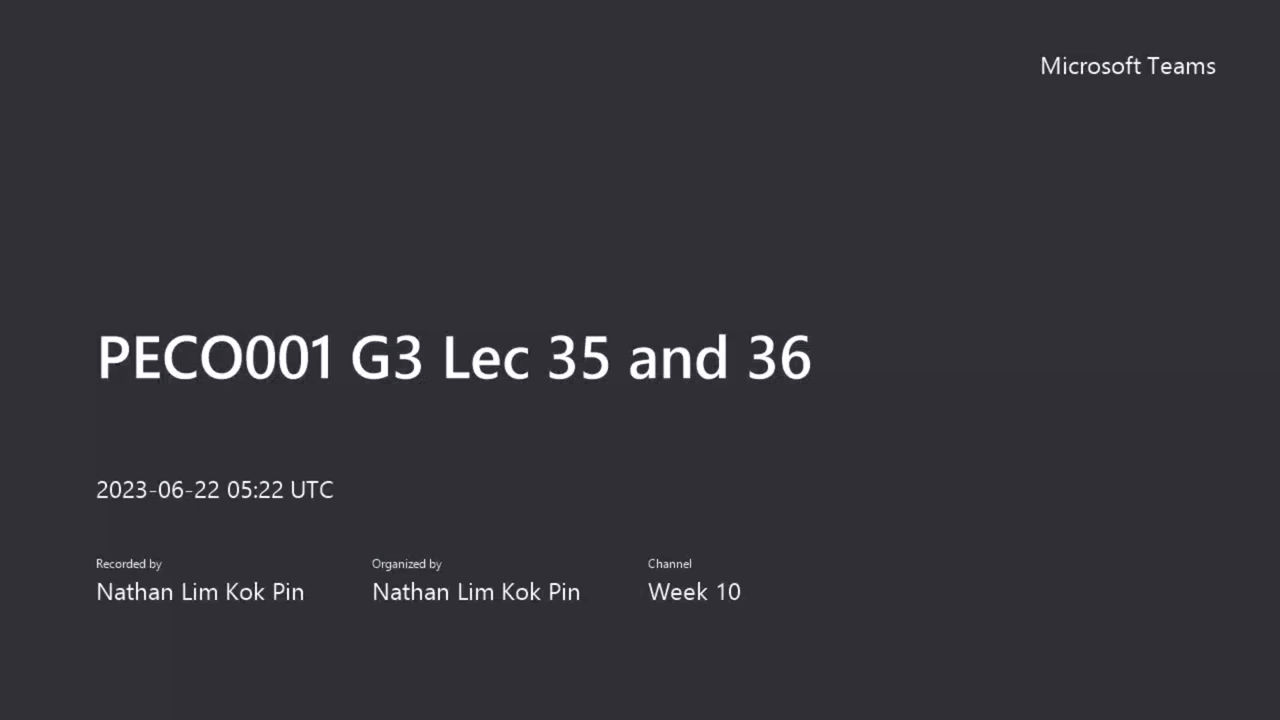 Microsoft Teams
PECO001 G3 Lec 35 and 36
2023-06-22 05:22 UTC
Recorded by
Nathan Lim Kok Pin
Organized by
Nathan Lim Kok Pin
Channel
Week 10